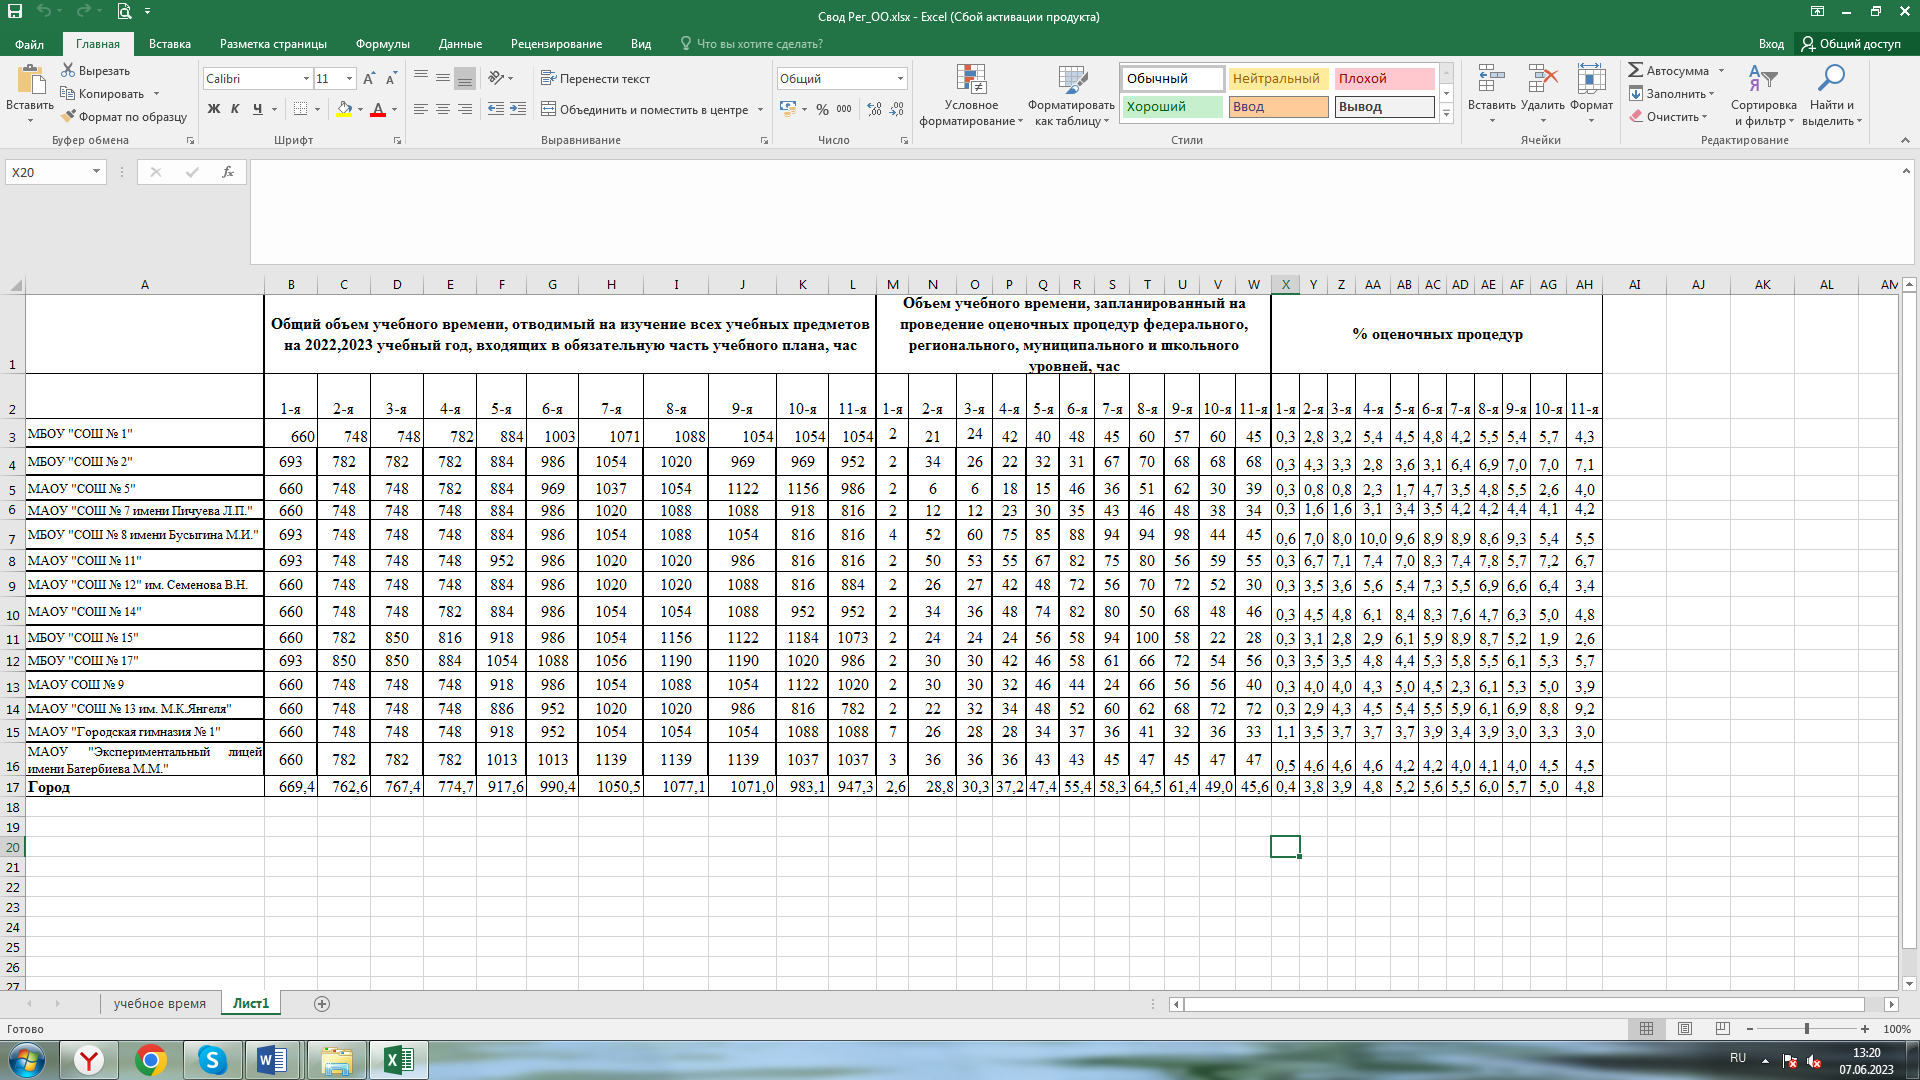 Свод Рег_ОО.xlsx - Excel (Сбой активации продукта)
Файл Главная Вставка Разметка страницы Формулы Данные Рецензирование Вид Что вы хотите сделать? Вход Общий доступ
Вставить Вырезать Копировать Формат по образцу
Буфер обмена
Calibri 11
Ж К Ч А
Шрифт
Перенести текст
Объединить и поместить в центре
Выравнивание
Общий
% 000
Число
Условное форматирование
Форматировать как таблицу
Обычный Нейтральный Плохой
Хороший Ввод Вывод
Стили
Вставить Удалить Формат
Ячейки
Автосумма
Заполнить
Очистить
Сортировка и фильтр
Найти и выделить
Редактирование
X20 fx
A B C D E F G H I J K L M N O P Q R S T U V W X Y Z AA AB AC AD AE AF AG AH AI AJ AK AL AM
1 Общий объем учебного времени, отводимый на изучение всех учебных предметов на 2022,2023 учебный год, входящих в обязательную часть учебного плана, час
Объем учебного времени, запланированный на проведение оценочных процедур федерального, регионального, муниципального и школьного уровней, час
% оценочных процедур
2 1-я 2-я 3-я 4-я 5-я 6-я 7-я 8-я 9-я 10-я 11-я 1-я 2-я 3-я 4-я 5-я 6-я 7-я 8-я 9-я 10-я 11-я 1-я 2-я 3-я 4-я 5-я 6-я 7-я 8-я 9-я 10-я 11-я
3 МБОУ "СОШ № 1" 660 748 748 782 884 1003 1071 1088 1054 1054 1054 2 21 24 42 40 48 45 60 57 60 45 0,3 2,8 3,2 5,4 4,5 4,8 4,2 5,5 5,4 5,7 4,3
4 МБОУ "СОШ № 2" 693 782 782 782 884 986 1054 1020 969 969 952 2 34 26 22 32 31 67 70 68 68 68 0,3 4,3 3,3 2,8 3,6 3,1 6,4 6,9 7,0 7,0 7,1
5 МАОУ "СОШ № 5" 660 748 748 782 884 969 1037 1054 1122 1156 986 2 6 6 18 15 46 36 51 62 30 39 0,3 0,8 0,8 2,3 1,7 4,7 3,5 4,8 5,5 2,6 4,0
6 МАОУ "СОШ № 7 имени Пичуева Л.П." 660 748 748 748 884 986 1020 1088 1088 918 816 2 12 12 23 30 35 43 46 48 38 34 0,3 1,6 1,6 3,1 3,4 3,5 4,2 4,2 4,4 4,1 4,2
7 МБОУ "СОШ № 8 имени Бусыгина М.И." 693 748 748 748 884 986 1054 1088 1054 816 816 4 52 60 75 85 88 94 94 98 44 45 0,6 7,0 8,0 10,0 9,6 8,9 8,9 8,6 9,3 5,4 5,5
8 МАОУ "СОШ № 11" 693 748 748 748 952 986 1020 1020 986 816 816 2 50 53 55 67 82 75 80 56 59 55 0,3 6,7 7,1 7,4 7,0 8,3 7,4 7,8 5,7 7,2 6,7
9 МАОУ "СОШ № 12" им. Семенова В.Н. 660 748 748 748 884 986 1020 1020 1088 816 884 2 26 27 42 48 72 56 70 72 52 30 0,3 3,5 3,6 5,6 5,4 7,3 5,5 6,9 6,6 6,4 3,4
10 МАОУ "СОШ № 14" 660 748 748 782 884 986 1054 1054 1088 952 952 2 34 36 48 74 82 80 50 68 48 46 0,3 4,5 4,8 6,1 8,4 8,3 7,6 4,7 6,3 5,0 4,8
11 МБОУ "СОШ № 15" 660 782 850 816 918 986 1054 1156 1122 1184 1073 2 24 24 24 56 58 94 100 58 22 28 0,3 3,1 2,8 2,9 6,1 5,9 8,9 8,7 5,2 1,9 2,6
12 МБОУ "СОШ № 17" 693 850 850 884 1054 1088 1056 1190 1190 1020 986 2 30 30 42 46 58 61 66 72 54 56 0,3 3,5 3,5 4,8 4,4 5,3 5,8 5,5 6,1 5,3 5,7
13 МАОУ СОШ № 9 660 748 748 748 918 986 1054 1088 1054 1122 1020 2 30 30 32 46 44 24 66 56 56 40 0,3 4,0 4,0 4,3 5,0 4,5 2,3 6,1 5,3 5,0 3,9
14 МАОУ "СОШ № 13 им. М.К.Янгеля" 660 748 748 748 886 952 1020 1020 986 816 782 2 22 32 34 48 52 60 62 68 72 72 0,3 2,9 4,3 4,5 5,4 5,5 5,9 6,1 6,9 8,8 9,2
15 МАОУ "Городская гимназия № 1" 660 748 748 748 918 952 1054 1054 1054 1088 1088 7 26 28 28 34 37 36 41 32 36 33 1,1 3,5 3,7 3,7 3,7 3,9 3,4 3,9 3,0 3,3 3,0
16 МАОУ "Экспериментальный лицей имени Батербиева М.М." 660 782 782 782 1013 1013 1139 1139 1139 1037 1037 3 36 36 36 43 43 45 47 45 47 47 0,5 4,6 4,6 4,6 4,2 4,2 4,0 4,1 4,0 4,5 4,5
17 Город 669,4 762,6 767,4 774,7 917,6 990,4 1050,5 1077,1 1071,0 983,1 947,3 2,6 28,8 30,3 37,2 47,4 55,4 58,3 64,5 61,4 49,0 45,6 0,4 3,8 3,9 4,8 5,2 5,6 5,5 6,0 5,7 5,0 4,8
18
19
20
21
22
23
24
25
26
27
учебное время Лист1
Готово 100%
RU 13:20
07.06.2023